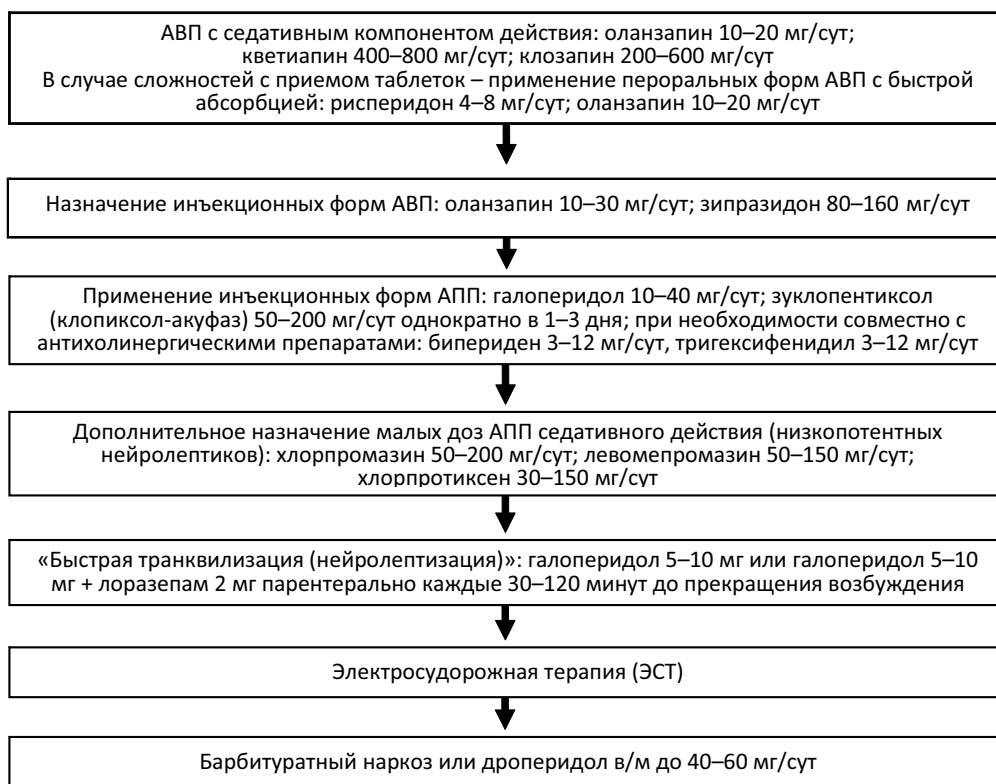 АВП с седативным компонентом действия: оланзапин 10–20 мг/сут;
кветиапин 400–800 мг/сут; клозапин 200–600 мг/сут
В случае сложностей с приемом таблеток – применение пероральных форм АВП с быстрой
абсорбцией: рисперидон 4–8 мг/сут; оланзапин 10–20 мг/сут
Назначение инъекционных форм АВП: оланзапин 10–30 мг/сут; зипразидон 80–160 мг/сут
Применение инъекционных форм АПП: галоперидол 10–40 мг/сут; зуклопентиксол
(клопиксол-акуфаз) 50–200 мг/сут однократно в 1–3 дня; при необходимости совместно с
антихолинергическими препаратами: бипериден 3–12 мг/сут, тригексифенидил 3–12 мг/сут
Дополнительное назначение малых доз АПП седативного действия (низкопотентных
нейролептиков): хлорпромазин 50–200 мг/сут; левомепромазин 50–150 мг/сут;
хлорпротиксен 30–150 мг/сут
«Быстрая транквилизация (нейролептизация)»: галоперидол 5–10 мг или галоперидол 5–10
мг + лоразепам 2 мг парентерально каждые 30–120 минут до прекращения возбуждения
Электросудорожная терапия (ЭСТ)
Барбитуратный наркоз или дроперидол в/м до 40–60 мг/сут